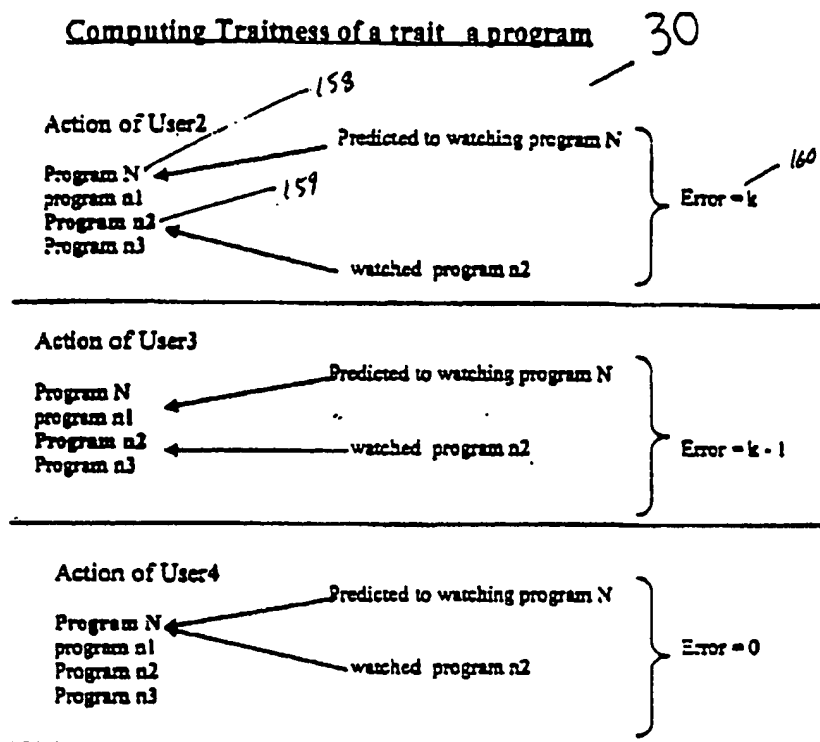 Computing Traitness of a trait a program
30
158
Action of User2
Predicted to watching program N
Program N
program n1
Program n2
Program n3
159
160
Error = k
watched program n2
Action of User3
Predicted to watching program N
Program N
program n1
Program n2
Program n3
watched program n2
Error = k - 1
Action of User4
Predicted to watching program N
Program N
program n1
Program n2
Program n3
watched program n2
Error = 0